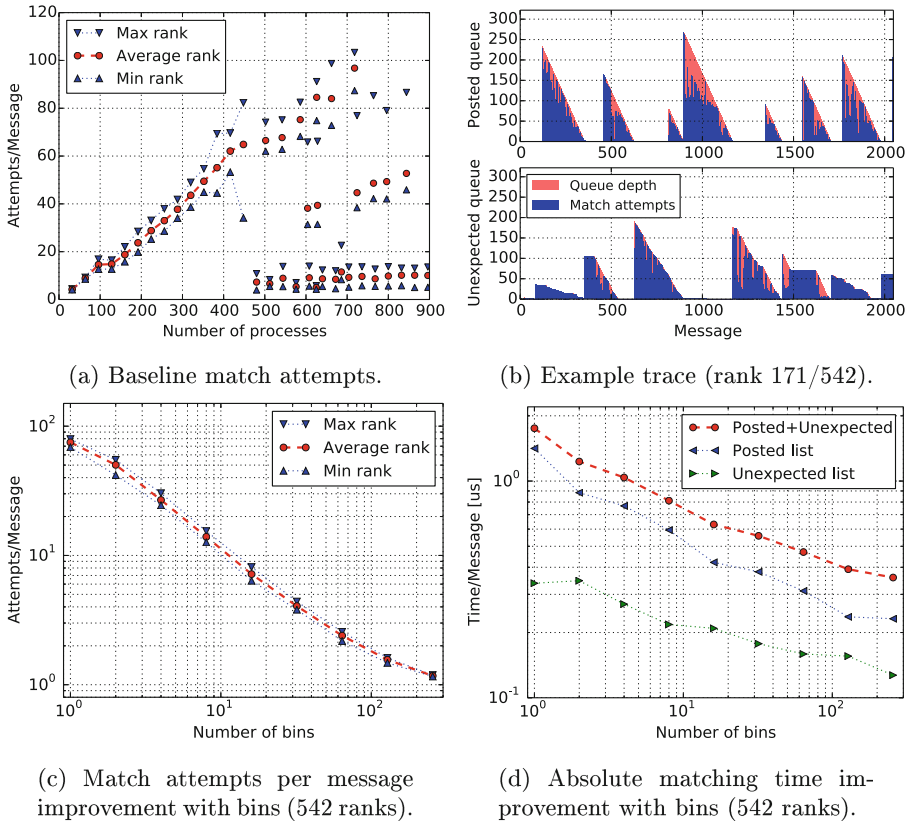 120
100
80
60
40
20
0
Attempts/Message
Max rank
Average rank
Min rank
0 100 200 300 400 500 600 700 800 900
Number of processes
(a) Baseline match attempts.
300
250
200
150
100
50
0
Posted queue
0 500 1000 1500 2000
300
250
200
150
100
50
0
Unexpected queue
Queue depth
Match attempts
0 500 1000 1500 2000
Message
(b) Example trace (rank 171/542).
10²
10¹
10⁰
Attempts/Message
Max rank
Average rank
Min rank
10⁰ 10¹ 10²
Number of bins
(c) Match attempts per message
improvement with bins (542 ranks).
10⁰
10⁻¹
Time/Message [us]
Posted+Unexpected
Posted list
Unexpected list
10⁰ 10¹ 10²
Number of bins
(d) Absolute matching time im-
provement with bins (542 ranks).